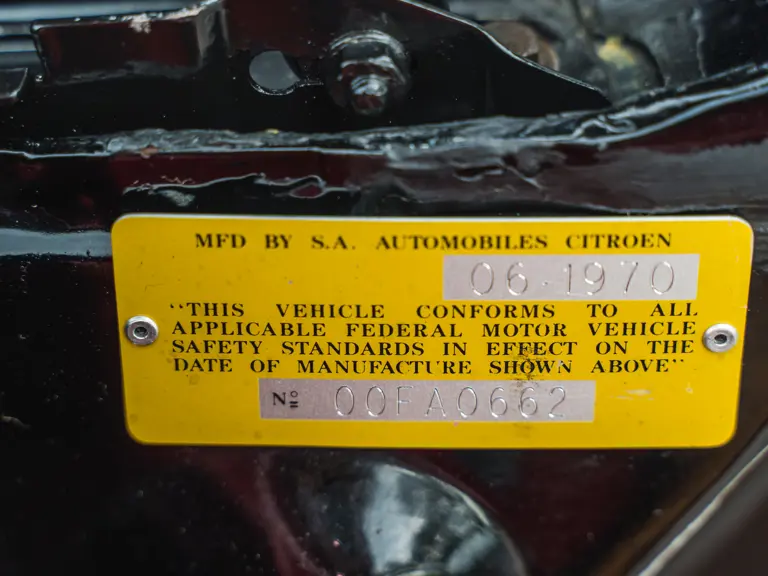 MFD BY S.A. AUTOMOBILES CITROEN
06-1970
"THIS VEHICLE CONFORMS TO ALL
APPLICABLE FEDERAL MOTOR VEHICLE
SAFETY STANDARDS IN EFFECT ON THE
DATE OF MANUFACTURE SHOWN ABOVE"
Nº 00FA0662